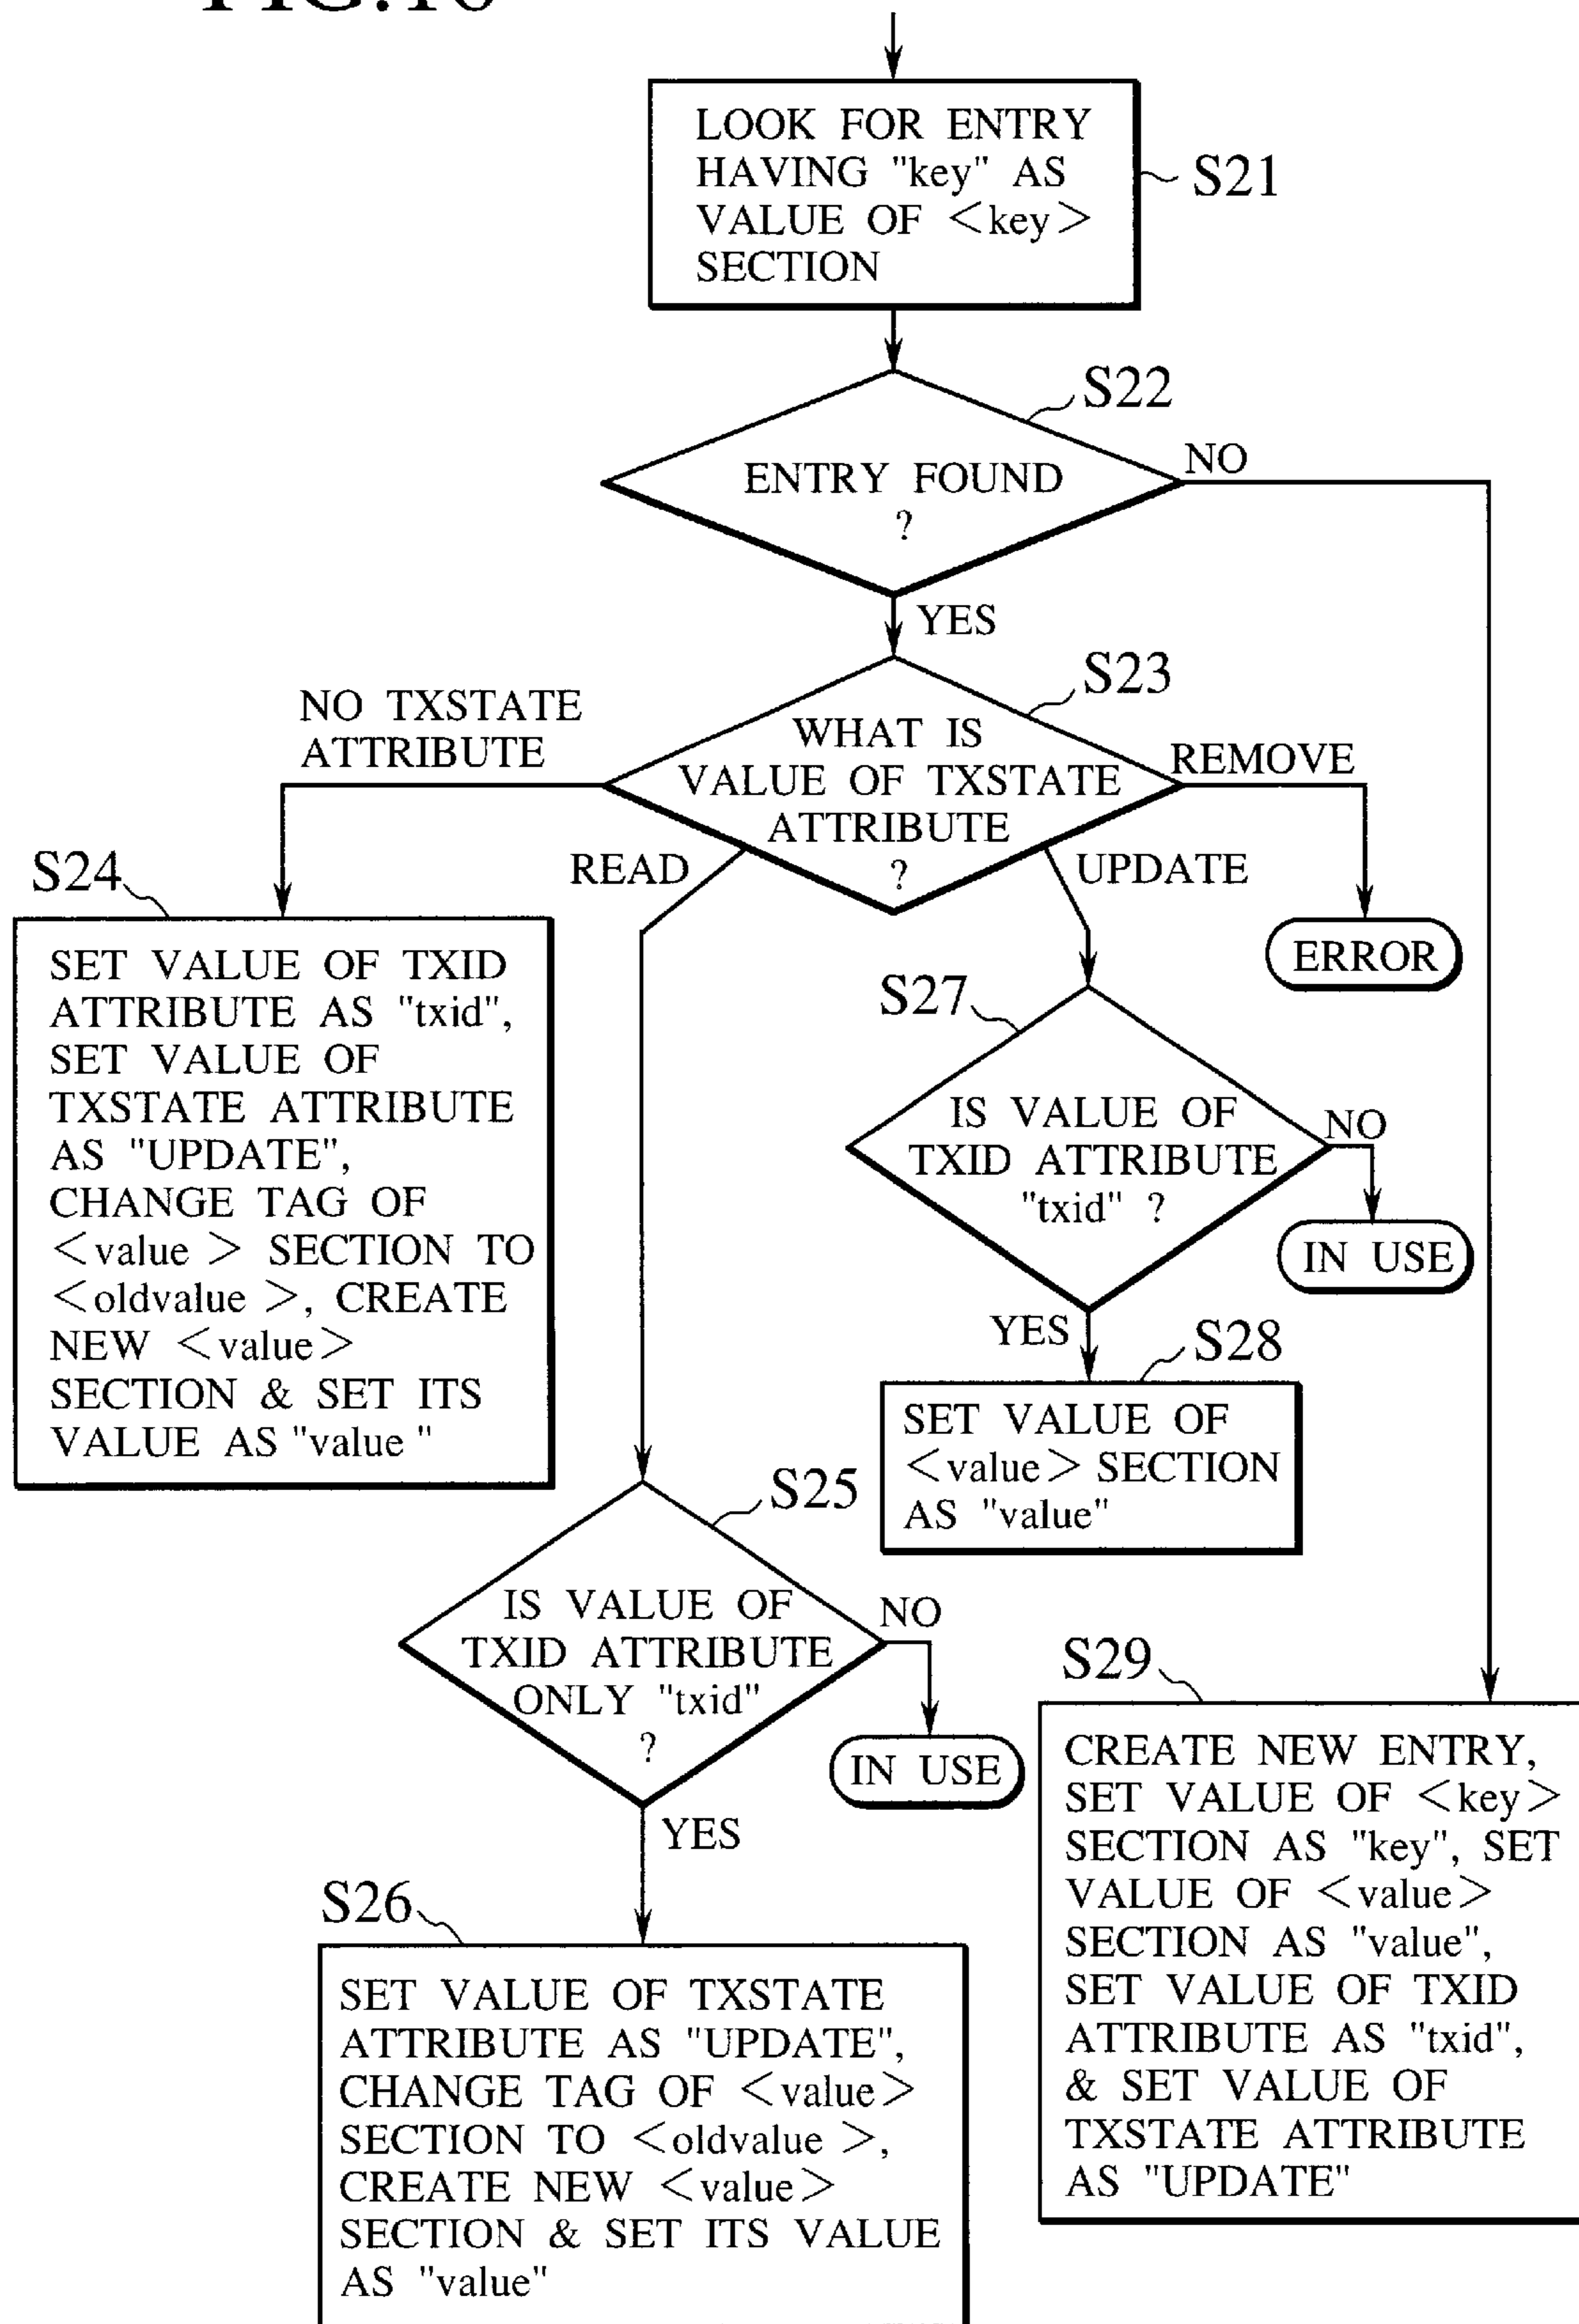 LOOK FOR ENTRY
HAVING "key" AS
VALUE OF <key>
SECTION
S21
S22
ENTRY FOUND
?
NO
YES
S23
NO TXSTATE
ATTRIBUTE
WHAT IS
VALUE OF TXSTATE
ATTRIBUTE
?
REMOVE
READ
UPDATE
ERROR
S24
SET VALUE OF TXID
ATTRIBUTE AS "txid",
SET VALUE OF
TXSTATE ATTRIBUTE
AS "UPDATE",
CHANGE TAG OF
<value > SECTION TO
<oldvalue >, CREATE
NEW <value>
SECTION & SET ITS
VALUE AS "value "
S27
IS VALUE OF
TXID ATTRIBUTE
"txid" ?
NO
IN USE
YES
S28
SET VALUE OF
<value> SECTION
AS "value"
S25
IS VALUE OF
TXID ATTRIBUTE
ONLY "txid"
?
NO
IN USE
YES
S26
SET VALUE OF TXSTATE
ATTRIBUTE AS "UPDATE",
CHANGE TAG OF <value>
SECTION TO <oldvalue >,
CREATE NEW <value>
SECTION & SET ITS VALUE
AS "value"
S29
CREATE NEW ENTRY,
SET VALUE OF <key>
SECTION AS "key", SET
VALUE OF <value>
SECTION AS "value",
SET VALUE OF TXID
ATTRIBUTE AS "txid",
& SET VALUE OF
TXSTATE ATTRIBUTE
AS "UPDATE"